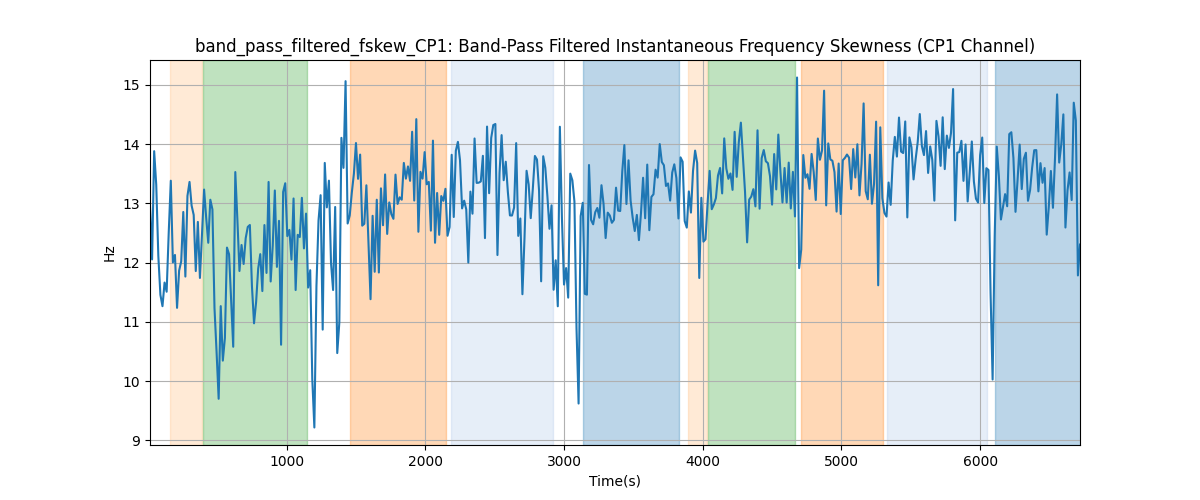 band_pass_filtered_fskew_CP1: Band-Pass Filtered Instantaneous Frequency Skewness (CP1 Channel)
15
14
13
12
11
10
9
Hz
1000 2000 3000 4000 5000 6000
Time(s)